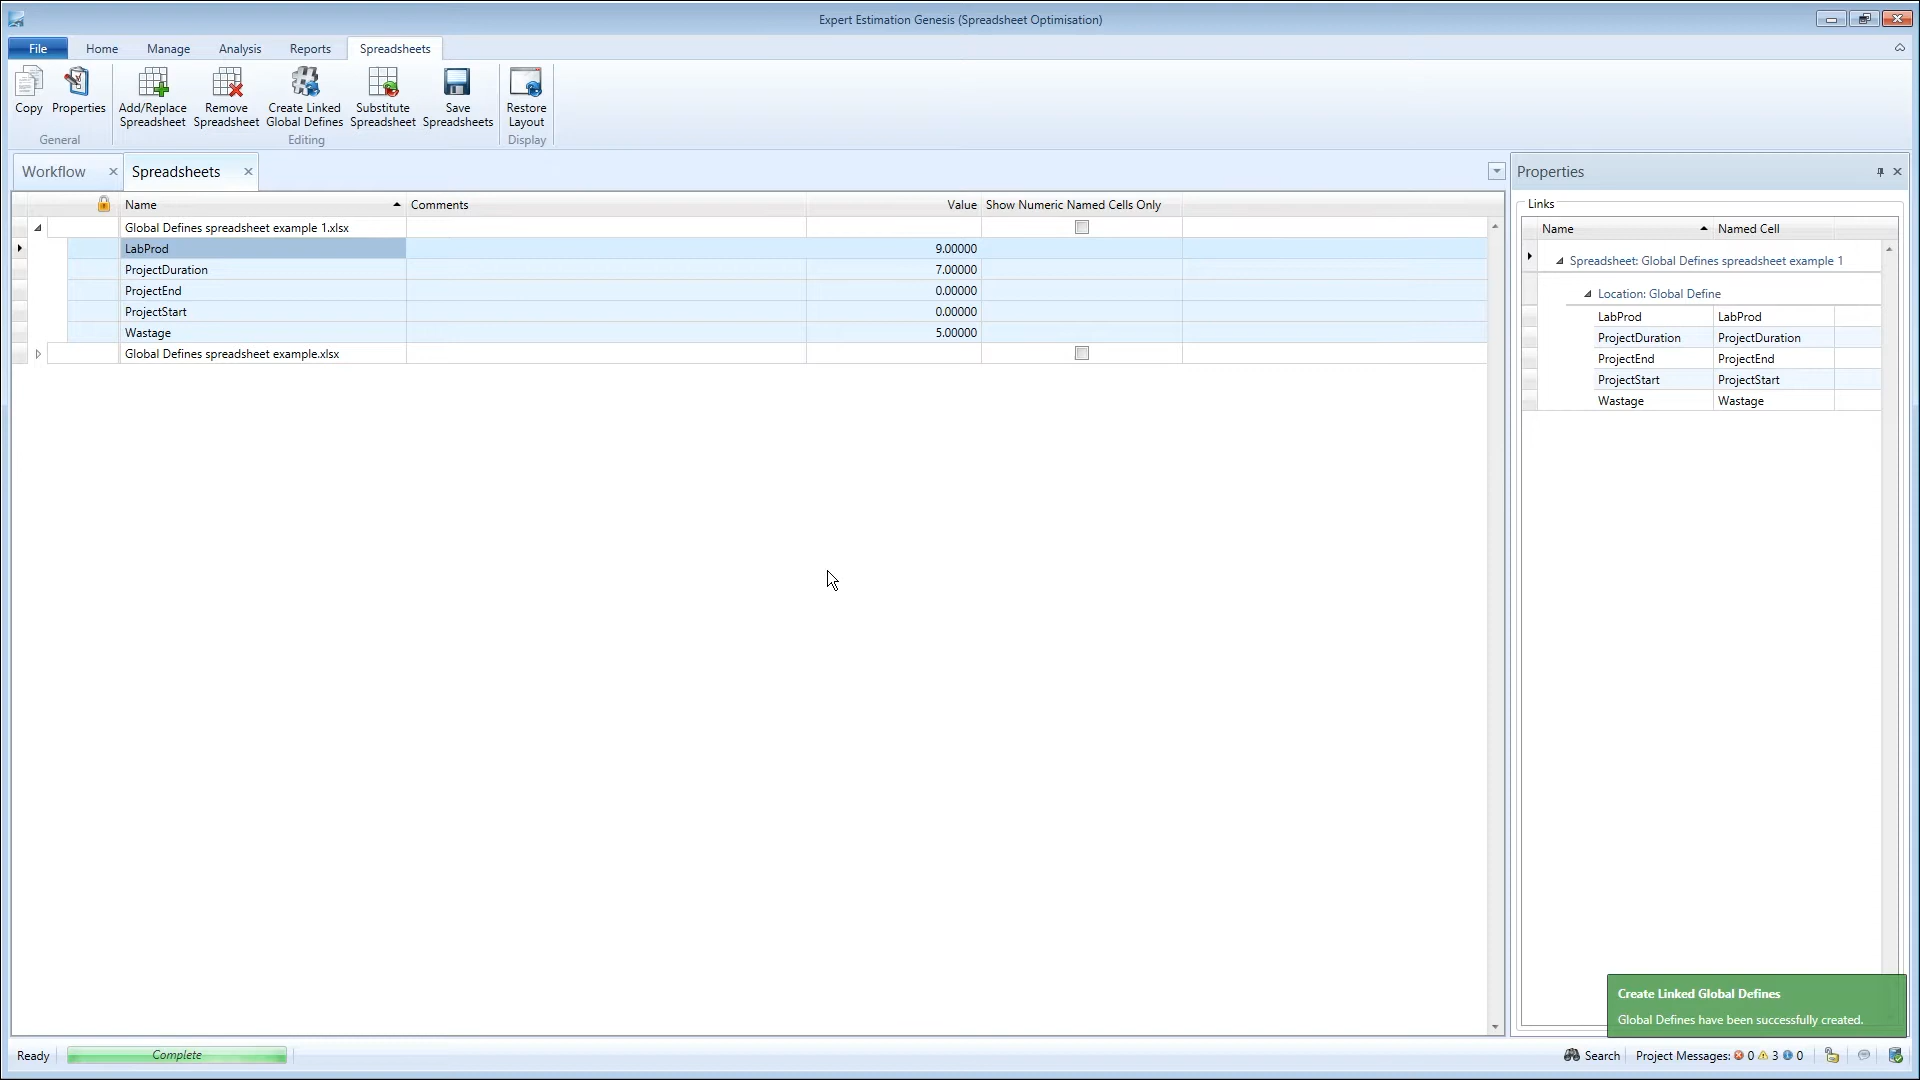 Expert Estimation Genesis (Spreadsheet Optimisation)
File Home Manage Analysis Reports Spreadsheets
Copy Properties Add/Replace Spreadsheet Remove Spreadsheet Create Linked Global Defines Substitute Spreadsheet Save Spreadsheets Restore Layout
General Editing Display
Workflow Spreadsheets
Name Comments Value Show Numeric Named Cells Only
Global Defines spreadsheet example 1.xlsx
LabProd 9.00000
ProjectDuration 7.00000
ProjectEnd 0.00000
ProjectStart 0.00000
Wastage 5.00000
Global Defines spreadsheet example.xlsx
Properties
Links
Name Named Cell
Spreadsheet: Global Defines spreadsheet example 1
Location: Global Define
LabProd LabProd
ProjectDuration ProjectDuration
ProjectEnd ProjectEnd
ProjectStart ProjectStart
Wastage Wastage
Create Linked Global Defines
Global Defines have been successfully created.
Ready Complete Search Project Messages: 0 3 0